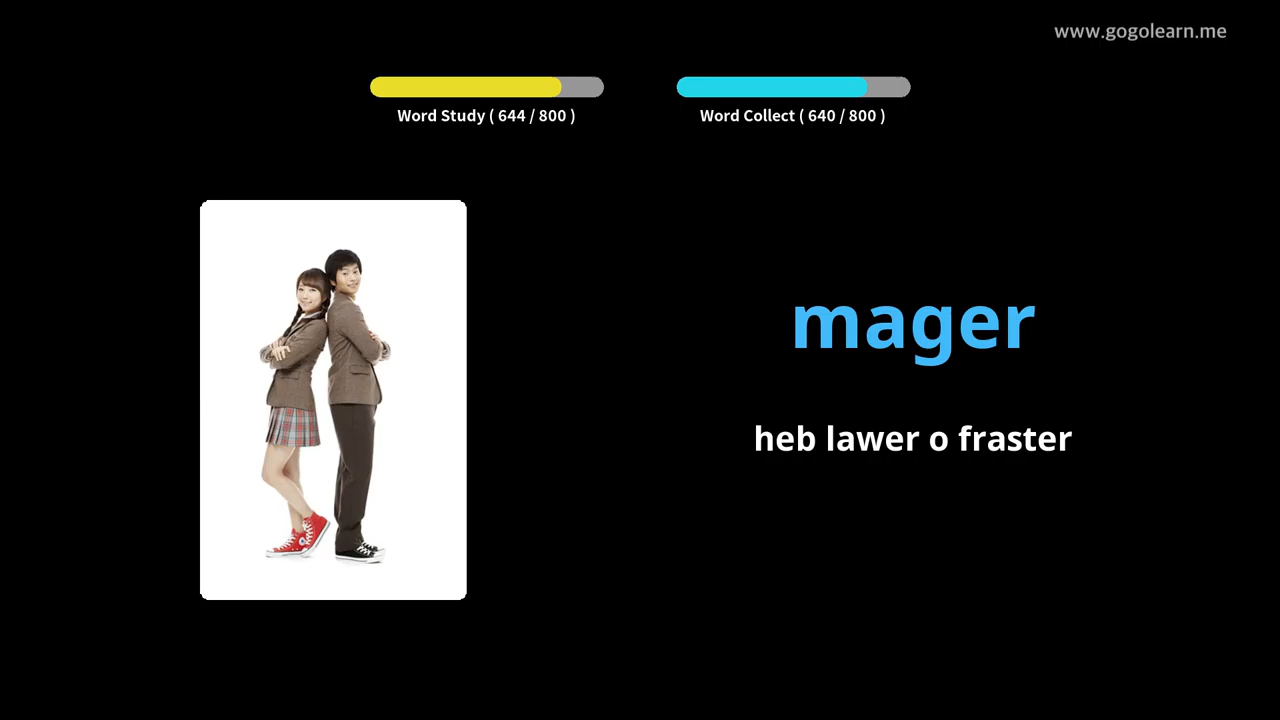 www.gogolearn.me
Word Study ( 644 / 800 )
Word Collect ( 640 / 800 )
mager
heb lawer o fraster